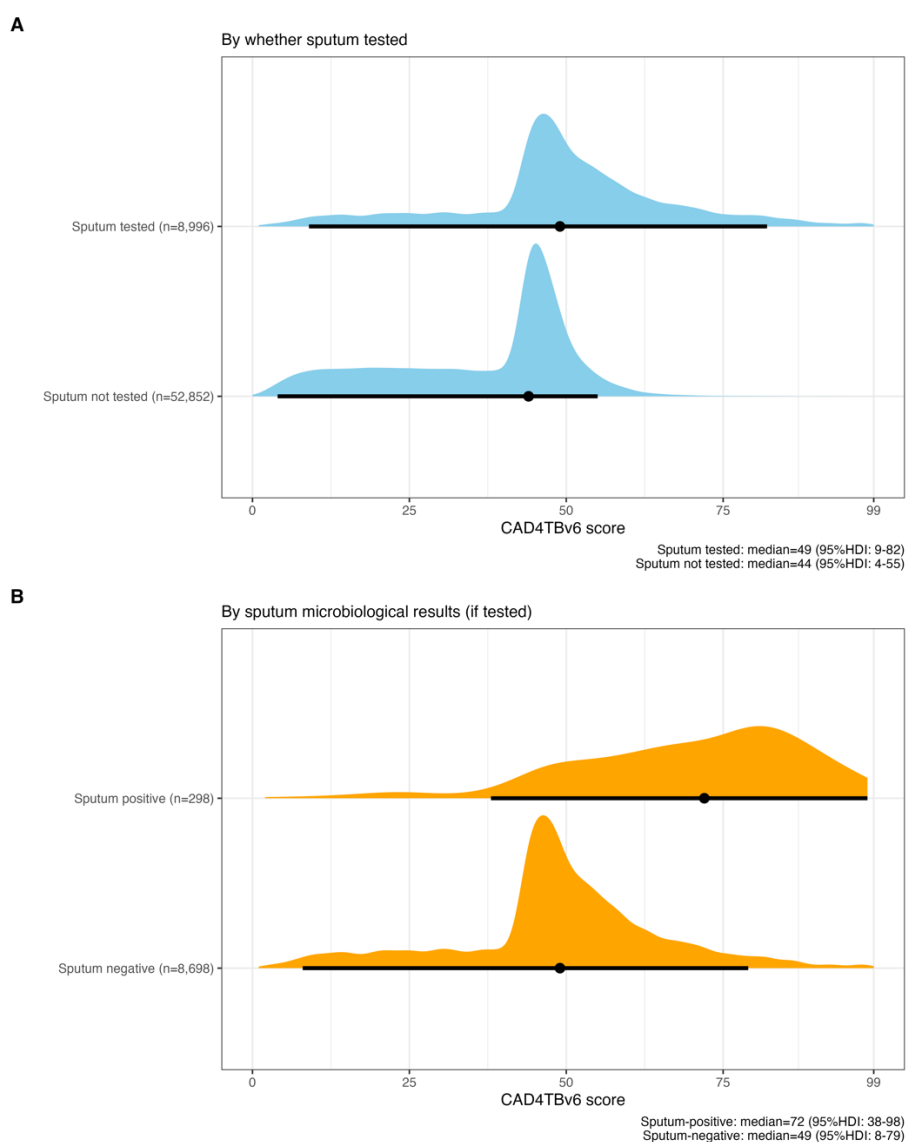 A
By whether sputum tested
Sputum tested (n=8,996)
Sputum not tested (n=52,852)
0 25 50 75 99
CAD4TBv6 score
Sputum tested: median=49 (95%HDI: 9-82)
Sputum not tested: median=44 (95%HDI: 4-55)
B
By sputum microbiological results (if tested)
Sputum positive (n=298)
Sputum negative (n=8,698)
0 25 50 75 99
CAD4TBv6 score
Sputum-positive: median=72 (95%HDI: 38-98)
Sputum-negative: median=49 (95%HDI: 8-79)